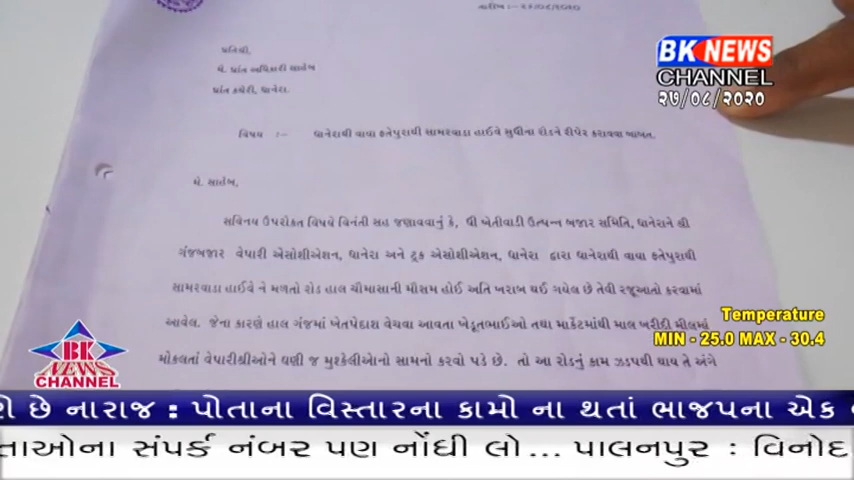 તારીખ:- ૨૬/૦૮/૨૦૨૦
પ્રતિશ્રી,
મે. પ્રાંત અધિકારી સાહેબ
પ્રાંત કચેરી, ધાનેરા.
વિષય :- ધાનેરાથી વાયા ફતેપુરાથી સામરવાડા હાઈવે સુધીના રોડને રીપેર કરાવવા બાબત.
મે. સાહેબ,
સવિનય ઉપરોકત વિષયે વિનંતી સહ જણાવવાનું કે, ધી ખેતીવાડી ઉત્પન્ન બજાર સમિતિ, ધાનેરાને શ્રી
ગંજબજાર વેપારી એસોશીએશન, ધાનેરા અને ટ્રક એસોશીએશન, ધાનેરા દ્વારા ધાનેરાથી વાયા ફતેપુરાથી
સામરવાડા હાઈવે ને મળતો રોડ હાલ ચૌમાસાની મૌસમ હોઈ અતિ ખરાબ થઈ ગયેલ છે તેવી રજૂઆતો કરવામાં
આવેલ. જેના કારણે હાલ ગંજમાં ખેતપેદાશ વેચવા આવતા ખેડૂતભાઈઓ તથા માર્કેટમાંથી માલ ખરીદી મીલમાં
મોકલતાં વેપારીશ્રીઓને ઘણી જ મુશ્કેલીઓનો સામનો કરવો પડે છે. તો આ રોડનું કામ ઝડપથી થાય તે અંગે
BK NEWS
CHANNEL
૨૭/૦૮/૨૦૨૦
Temperature
MIN - 25.0 MAX - 30.4
BK
NEWS
CHANNEL
છે નારાજ : પોતાના વિસ્તારના કામો ના થતાં ભાજપના એક
તાઓના સંપર્ક નંબર પણ નોંધી લો... પાલનપુર : વિનોદ